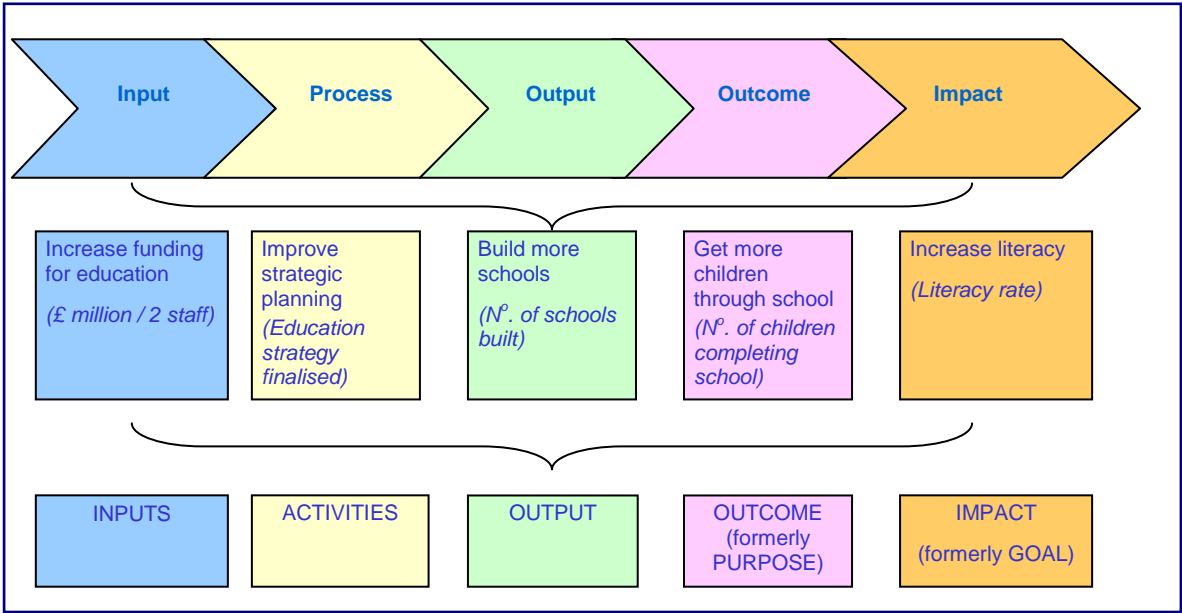 Input
Process
Output
Outcome
Impact
Increase funding
for education
(£ million / 2 staff)
Improve
strategic
planning
(Education
strategy
finalised)
Build more
schools
(Nº. of schools
built)
Get more
children
through school
(Nº. of children
completing
school)
Increase literacy
(Literacy rate)
INPUTS
ACTIVITIES
OUTPUT
OUTCOME
(formerly
PURPOSE)
IMPACT
(formerly GOAL)